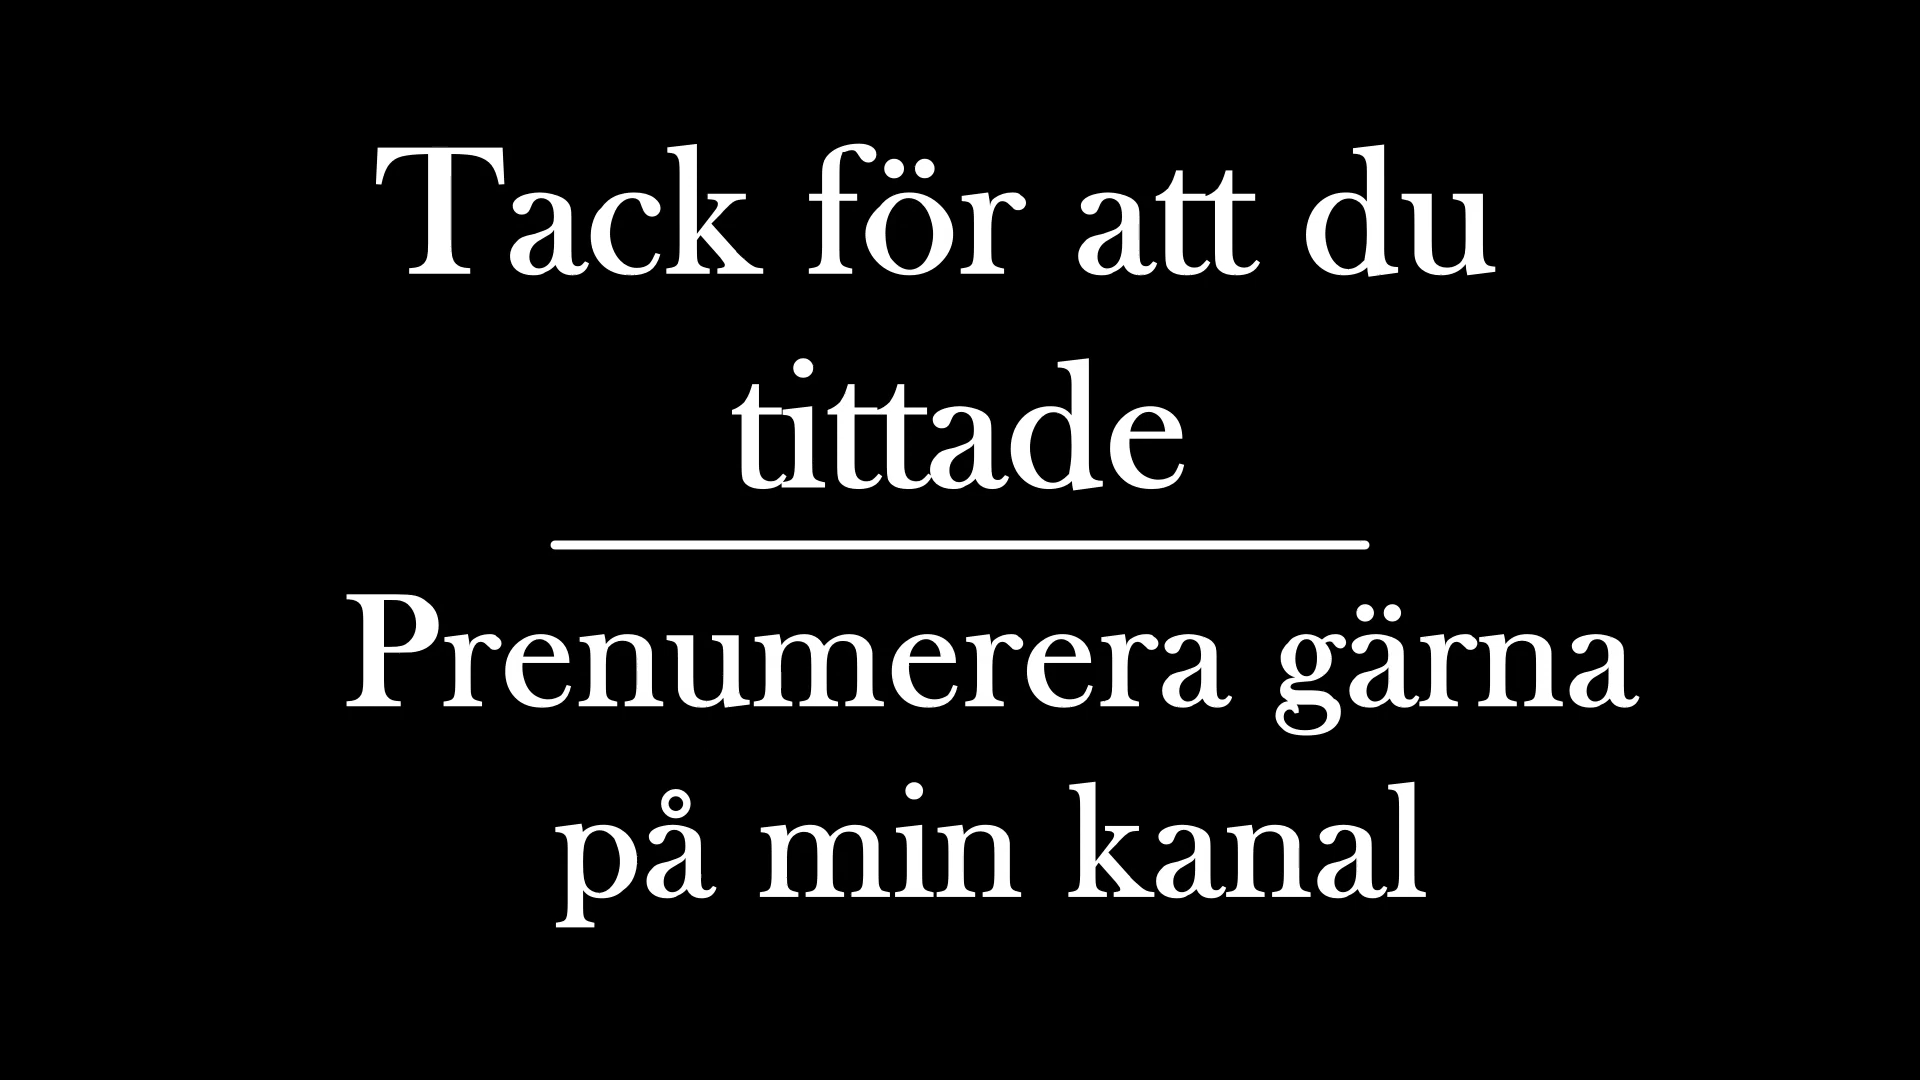 Tack för att du
tittade
Prenumerera gärna
på min kanal